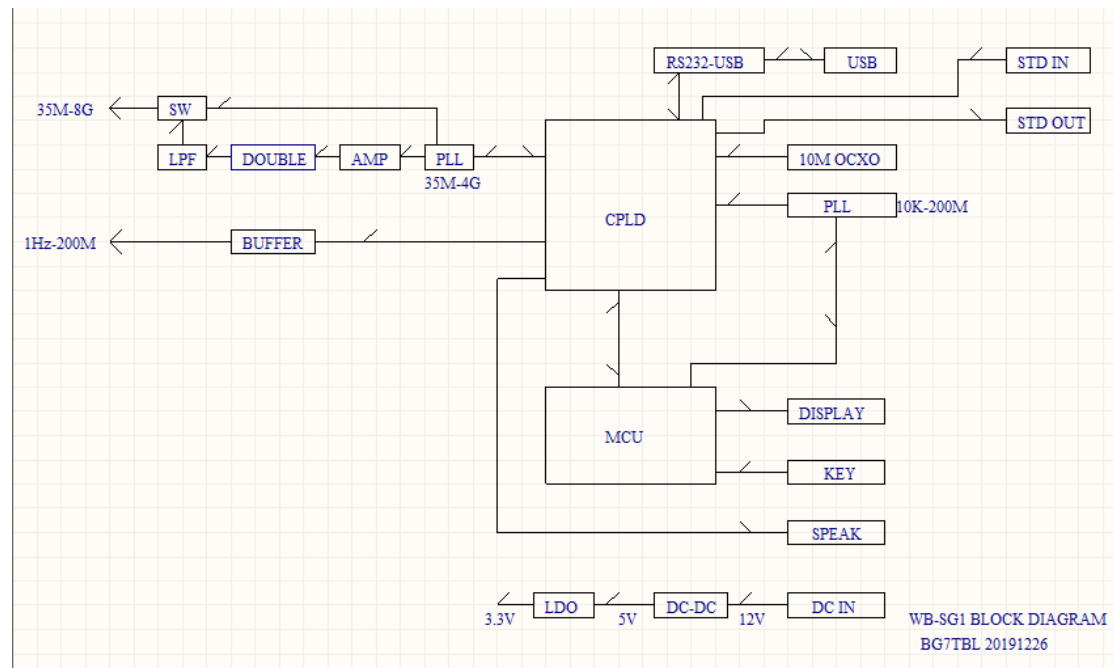 RS232-USB
USB
STD IN
35M-8G
SW
STD OUT
LPF
DOUBLE
AMP
PLL
10M OCXO
35M-4G
CPLD
PLL
10K-200M
1Hz-200M
BUFFER
DISPLAY
MCU
KEY
SPEAK
3.3V
LDO
5V
DC-DC
12V
DC IN
WB-SG1 BLOCK DIAGRAM
BG7TBL 20191226